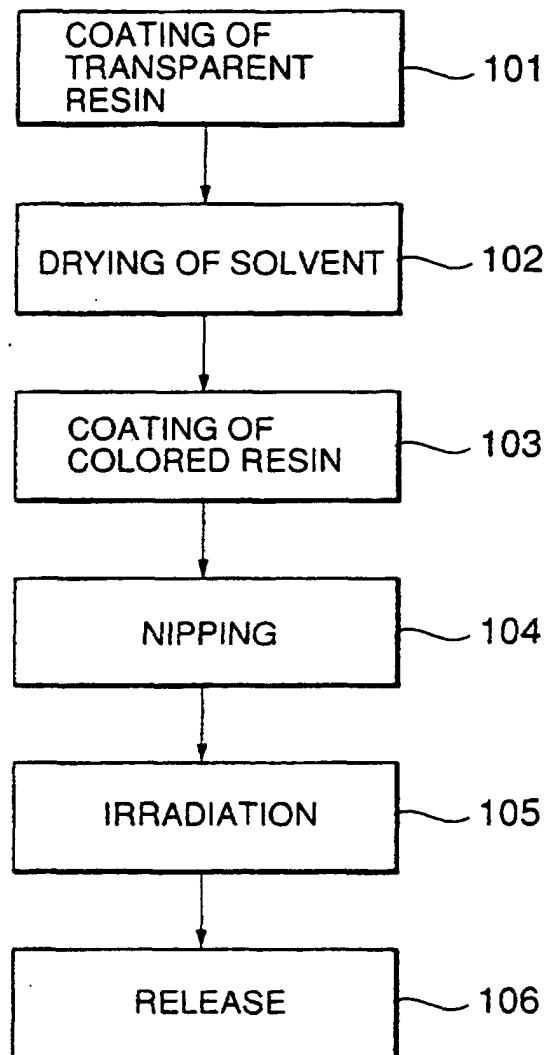 COATING OF
TRANSPARENT
RESIN
101
DRYING OF SOLVENT
102
COATING OF
COLORED RESIN
103
NIPPING
104
IRRADIATION
105
RELEASE
106